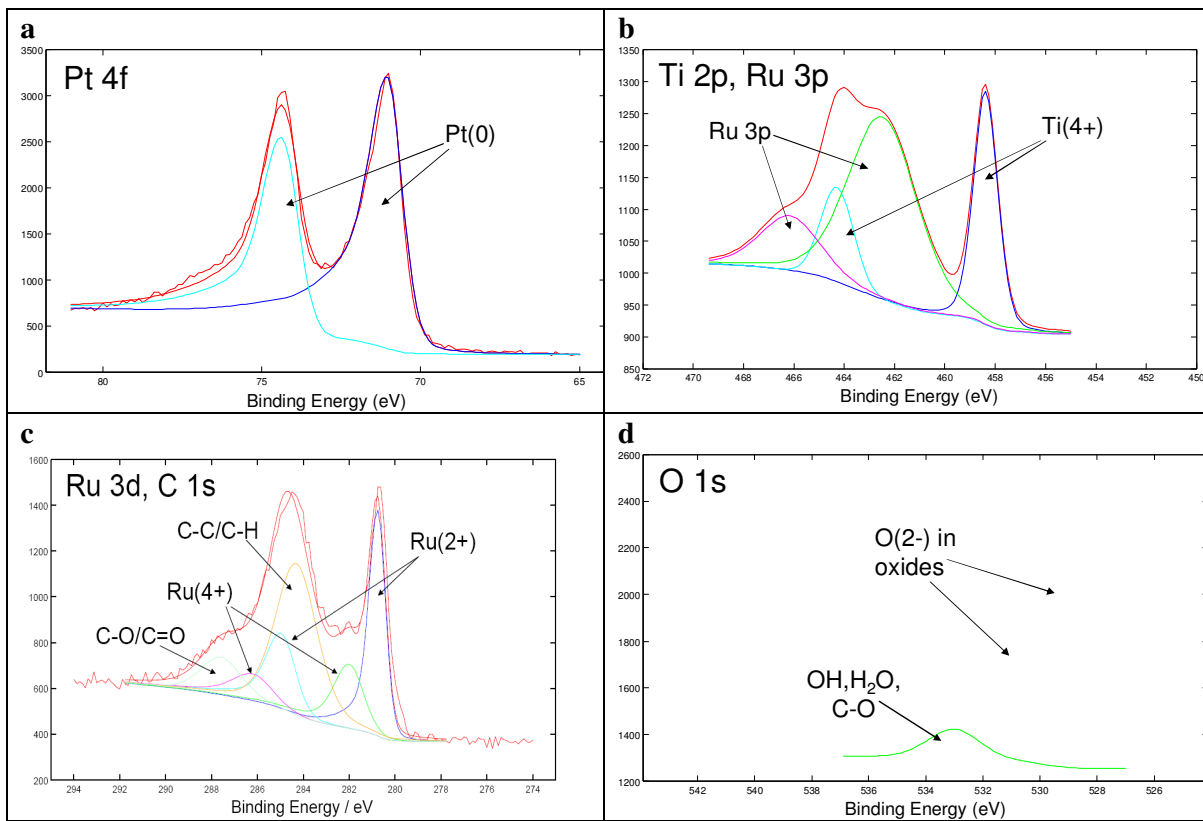 a
Pt 4f
Pt(0)
3500
3000
2500
2000
1500
1000
500
0
80 75 70 65
Binding Energy (eV)
b
Ti 2p, Ru 3p
Ru 3p
Ti(4+)
1350
1300
1250
1200
1150
1100
1050
1000
950
900
850
472 470 468 466 464 462 460 458 456 454 452 450
Binding Energy (eV)
c
Ru 3d, C 1s
C-C/C-H
Ru(2+)
Ru(4+)
C-O/C=O
1600
1400
1200
1000
800
600
400
200
294 292 290 288 286 284 282 280 278 276 274
Binding Energy / eV
d
O 1s
O(2-) in
oxides
OH,H₂O,
C-O
2600
2400
2200
2000
1800
1600
1400
1200
542 540 538 536 534 532 530 528 526
Binding Energy (eV)